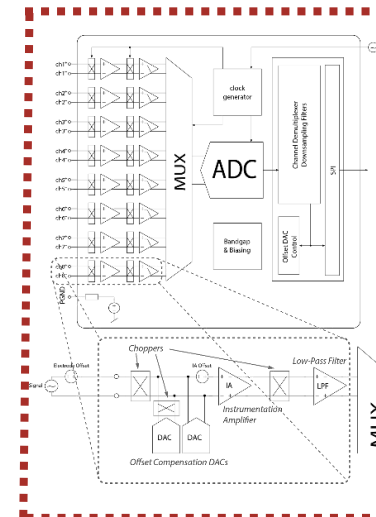 ch1⁺
ch1⁻
clock
generator
ch2⁺
ch2⁻
ch3⁺
ch3⁻
ch4⁺
ch4⁻
ch5⁺
ch5⁻
ch6⁺
ch6⁻
ch7⁺
ch7⁻
ch8⁺
ch8⁻
MUX
ADC
Channel Demultiplexer
Downsampling Filters
SPI
Bandgap
& Biasing
Offset DAC
Control
PGND
Choppers
Electrode Offset
IA Offset
Low-Pass Filter
Signal
IA
LPF
Instrumentation
Amplifier
DAC
DAC
Offset Compensation DACs
MUX